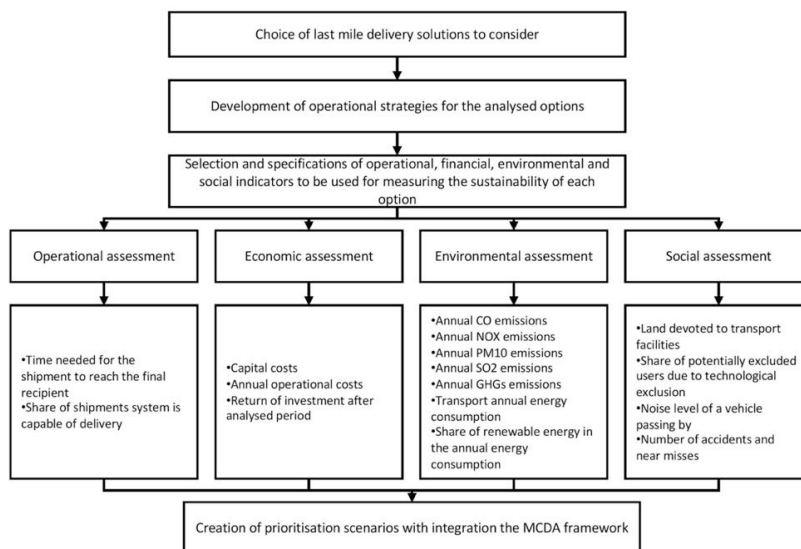 Choice of last mile delivery solutions to consider
Development of operational strategies for the analysed options
Selection and specifications of operational, financial, environmental and
social indicators to be used for measuring the sustainability of each
option
Operational assessment
Economic assessment
Environmental assessment
Social assessment
•Time needed for the
shipment to reach the final
recipient
•Share of shipments system is
capable of delivery
•Capital costs
•Annual operational costs
•Return of investment after
analysed period
•Annual CO emissions
•Annual NOX emissions
•Annual PM10 emissions
•Annual SO2 emissions
•Annual GHGs emissions
•Transport annual energy
consumption
•Share of renewable energy in
the annual energy
consumption
•Land devoted to transport
facilities
•Share of potentially excluded
users due to technological
exclusion
•Noise level of a vehicle
passing by
•Number of accidents and
near misses
Creation of prioritisation scenarios with integration the MCDA framework